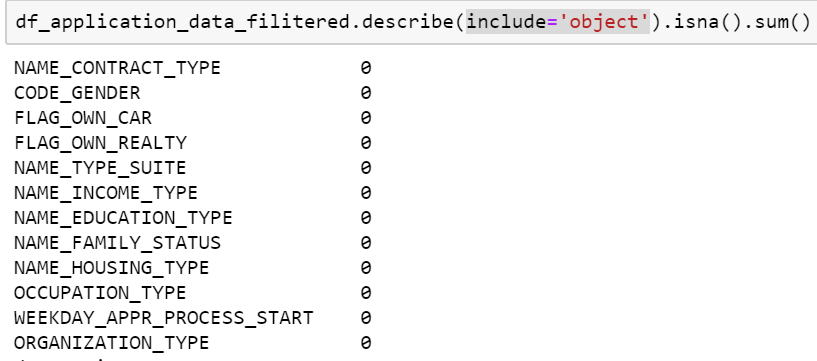 df_application_data_filitered.describe(include='object').isna().sum()
NAME_CONTRACT_TYPE 0
CODE_GENDER 0
FLAG_OWN_CAR 0
FLAG_OWN_REALTY 0
NAME_TYPE_SUITE 0
NAME_INCOME_TYPE 0
NAME_EDUCATION_TYPE 0
NAME_FAMILY_STATUS 0
NAME_HOUSING_TYPE 0
OCCUPATION_TYPE 0
WEEKDAY_APPR_PROCESS_START 0
ORGANIZATION_TYPE 0